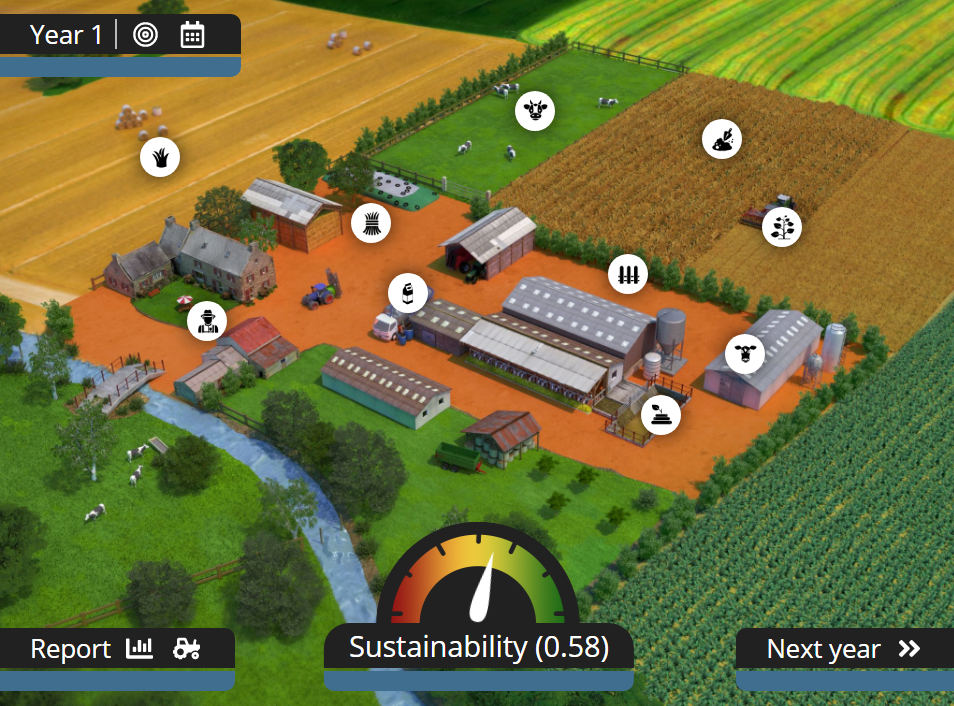 Year 1
Report
Sustainability (0.58)
Next year